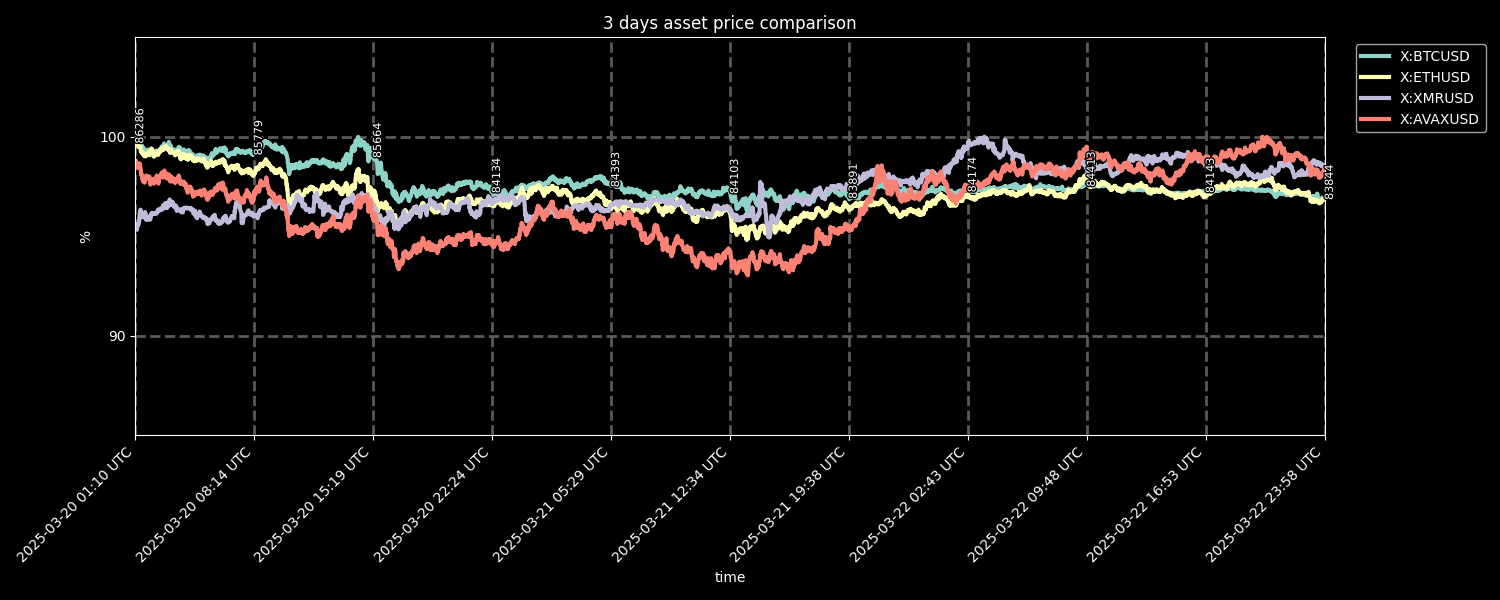 3 days asset price comparison
X:BTCUSD
X:ETHUSD
X:XMRUSD
X:AVAXUSD
100
90
%
86286
85779
85664
84134
84393
84103
83891
84174
84413
84143
83844
2025-03-20 01:10 UTC
2025-03-20 08:14 UTC
2025-03-20 15:19 UTC
2025-03-20 22:24 UTC
2025-03-21 05:29 UTC
2025-03-21 12:34 UTC
2025-03-21 19:38 UTC
2025-03-22 02:43 UTC
2025-03-22 09:48 UTC
2025-03-22 16:53 UTC
2025-03-22 23:58 UTC
time